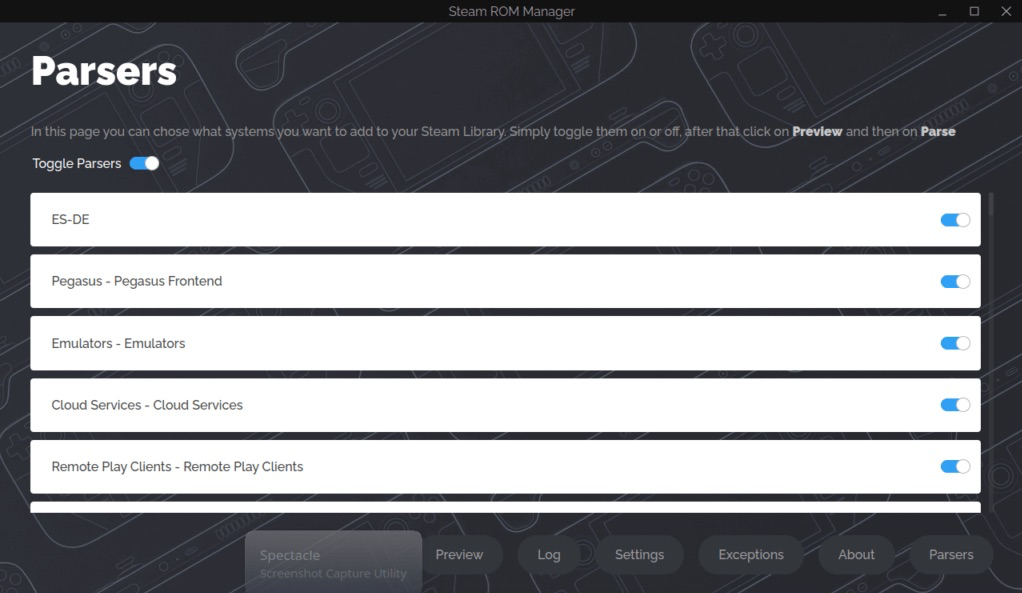 Steam ROM Manager
Parsers
In this page you can chose what systems you want to add to your Steam Library. Simply toggle them on or off, after that click on Preview and then on Parse
Toggle Parsers
ES-DE
Pegasus - Pegasus Frontend
Emulators - Emulators
Cloud Services - Cloud Services
Remote Play Clients - Remote Play Clients
Spectacle
Screenshot Capture Utility
Preview
Log
Settings
Exceptions
About
Parsers